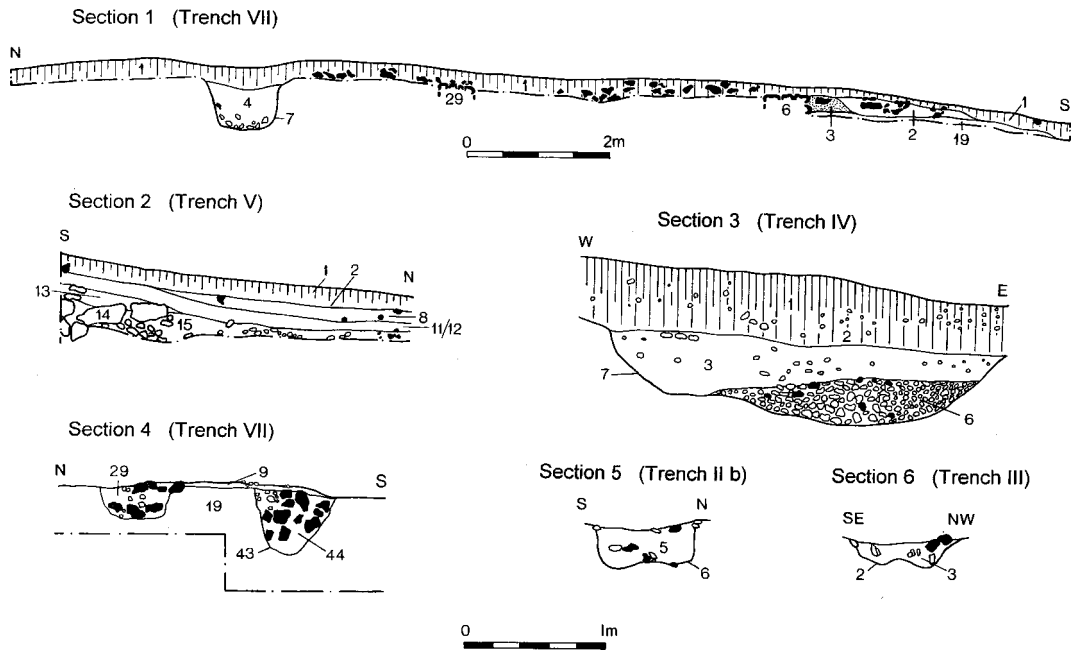 Section 1 (Trench VII)
N
1
4
7
29
1
6
3
2
19
1
S
0 2m
Section 2 (Trench V)
S
1
2
N
13
14
15
8
11/12
Section 3 (Trench IV)
W
E
1
2
3
7
6
Section 4 (Trench VII)
N
29
9
S
19
43
44
Section 5 (Trench II b)
S N
5
6
Section 6 (Trench III)
SE NW
2
3
0 1m